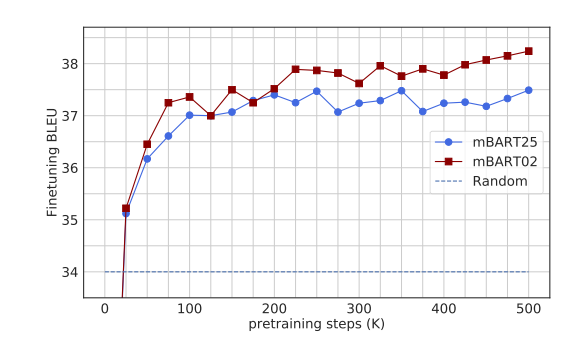 38
37
36
35
34
Finetuning BLEU
mBART25
mBART02
Random
0 100 200 300 400 500
pretraining steps (K)